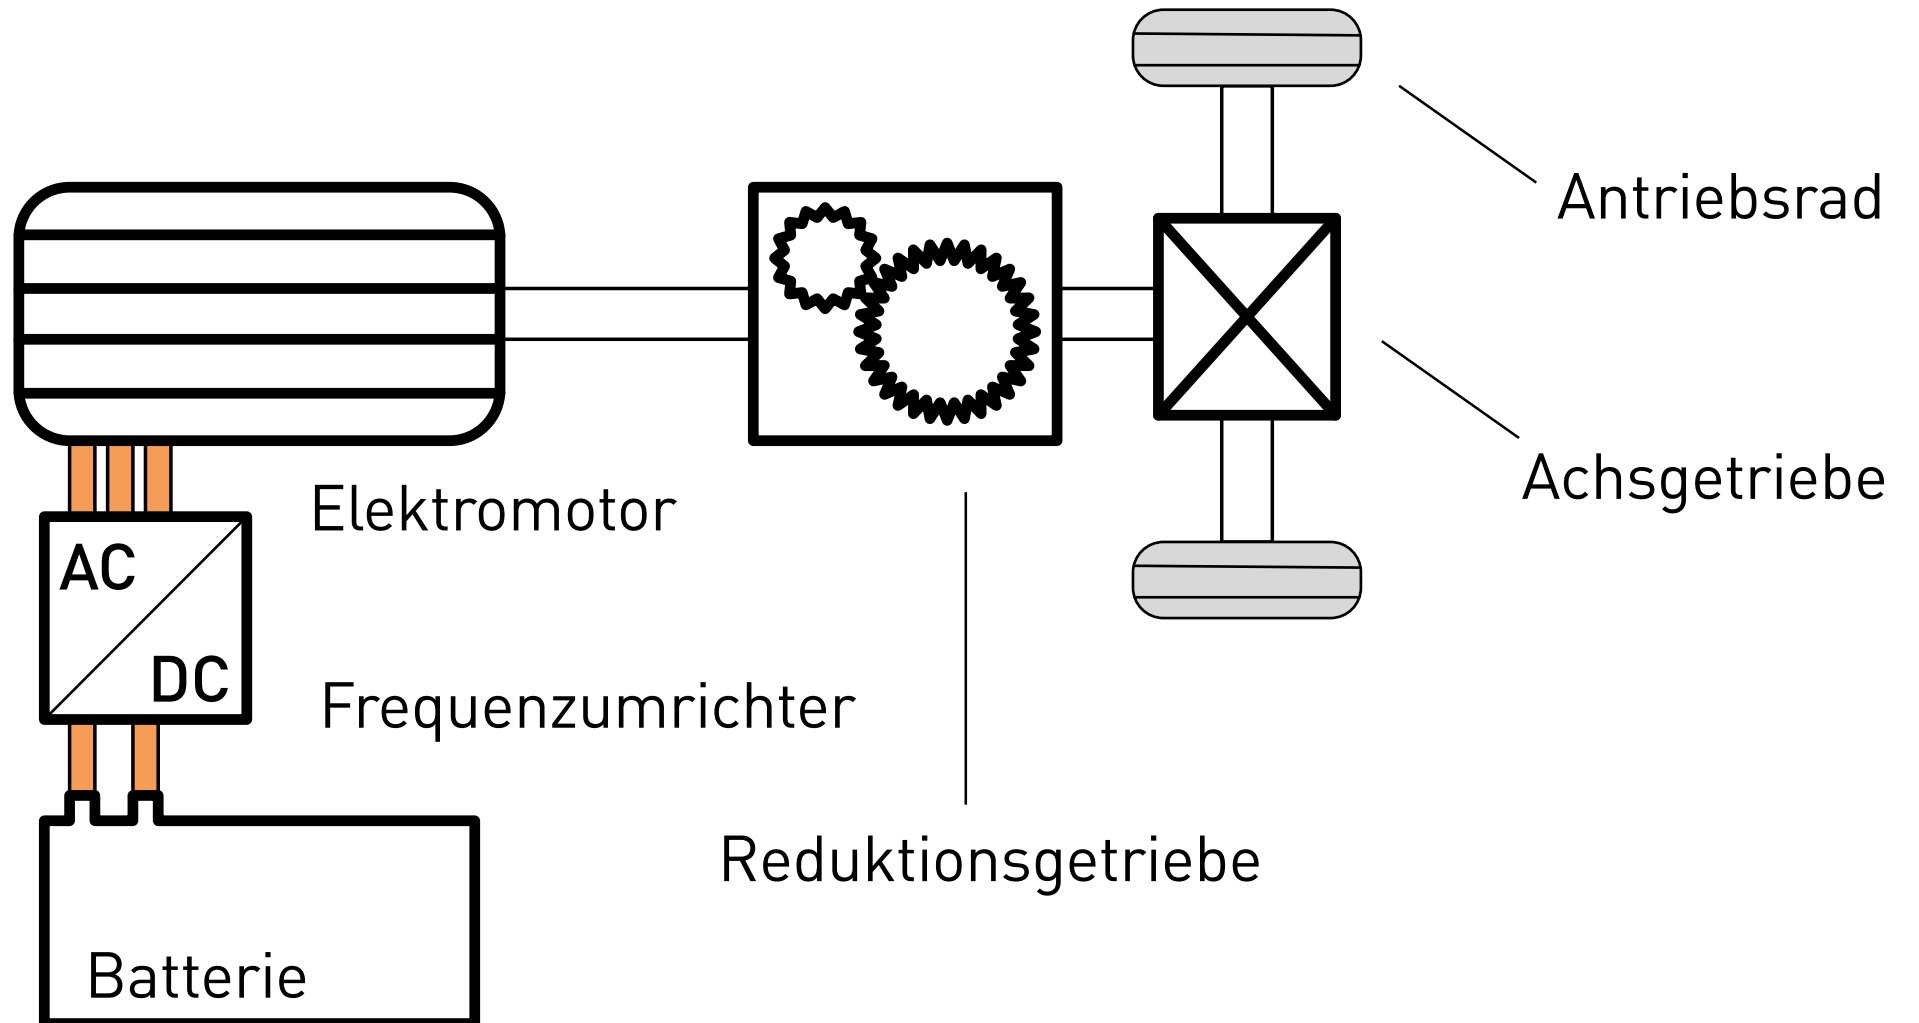 Antriebsrad
Achsgetriebe
Elektromotor
AC
DC
Frequenzumrichter
Reduktionsgetriebe
Batterie